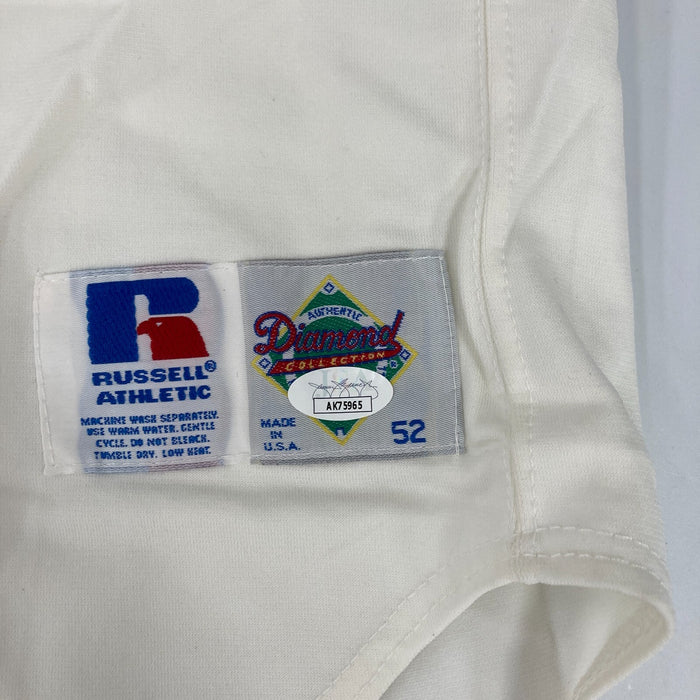 RUSSELL®
ATHLETIC
MACHINE WASH SEPARATELY.
USE WARM WATER. GENTLE
CYCLE. DO NOT BLEACH.
TUMBLE DRY. LOW HEAT.
AUTHENTIC
Diamond
COLLECTION
AK75965
MADE
IN
U.S.A.
52